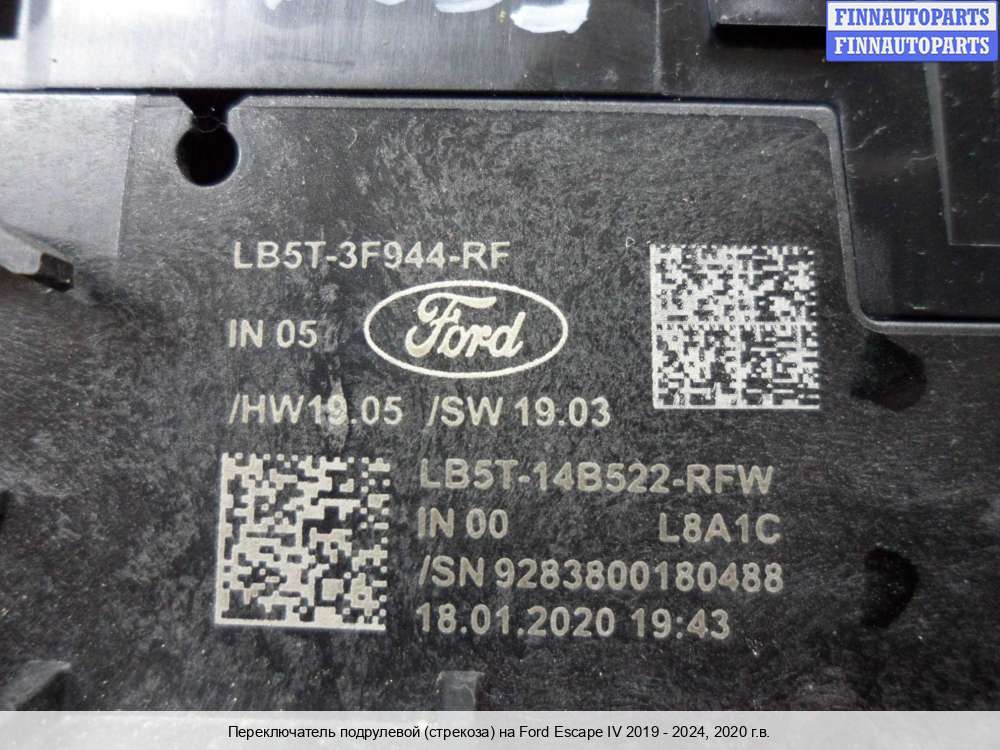 FINNAUTOPARTS
FINNAUTOPARTS
LB5T-3F944-RF
IN 05
Ford
/HW19.05 /SW 19.03
LB5T-14B522-RFW
IN 00 L8A1C
/SN 9283800180488
18.01.2020 19:43
Переключатель подрулевой (стрекоза) на Ford Escape IV 2019 - 2024, 2020 г.в.